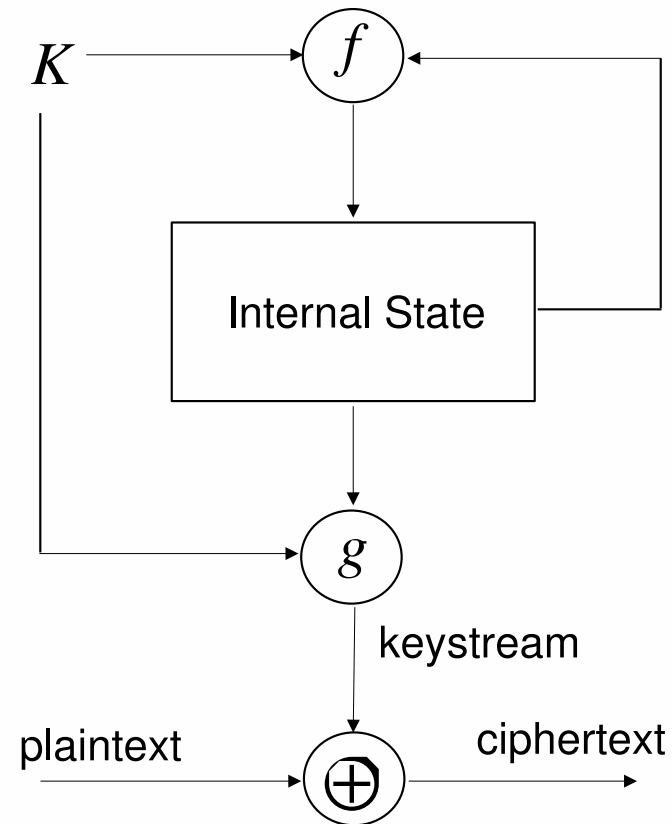 K
f
Internal State
g
keystream
plaintext
ciphertext